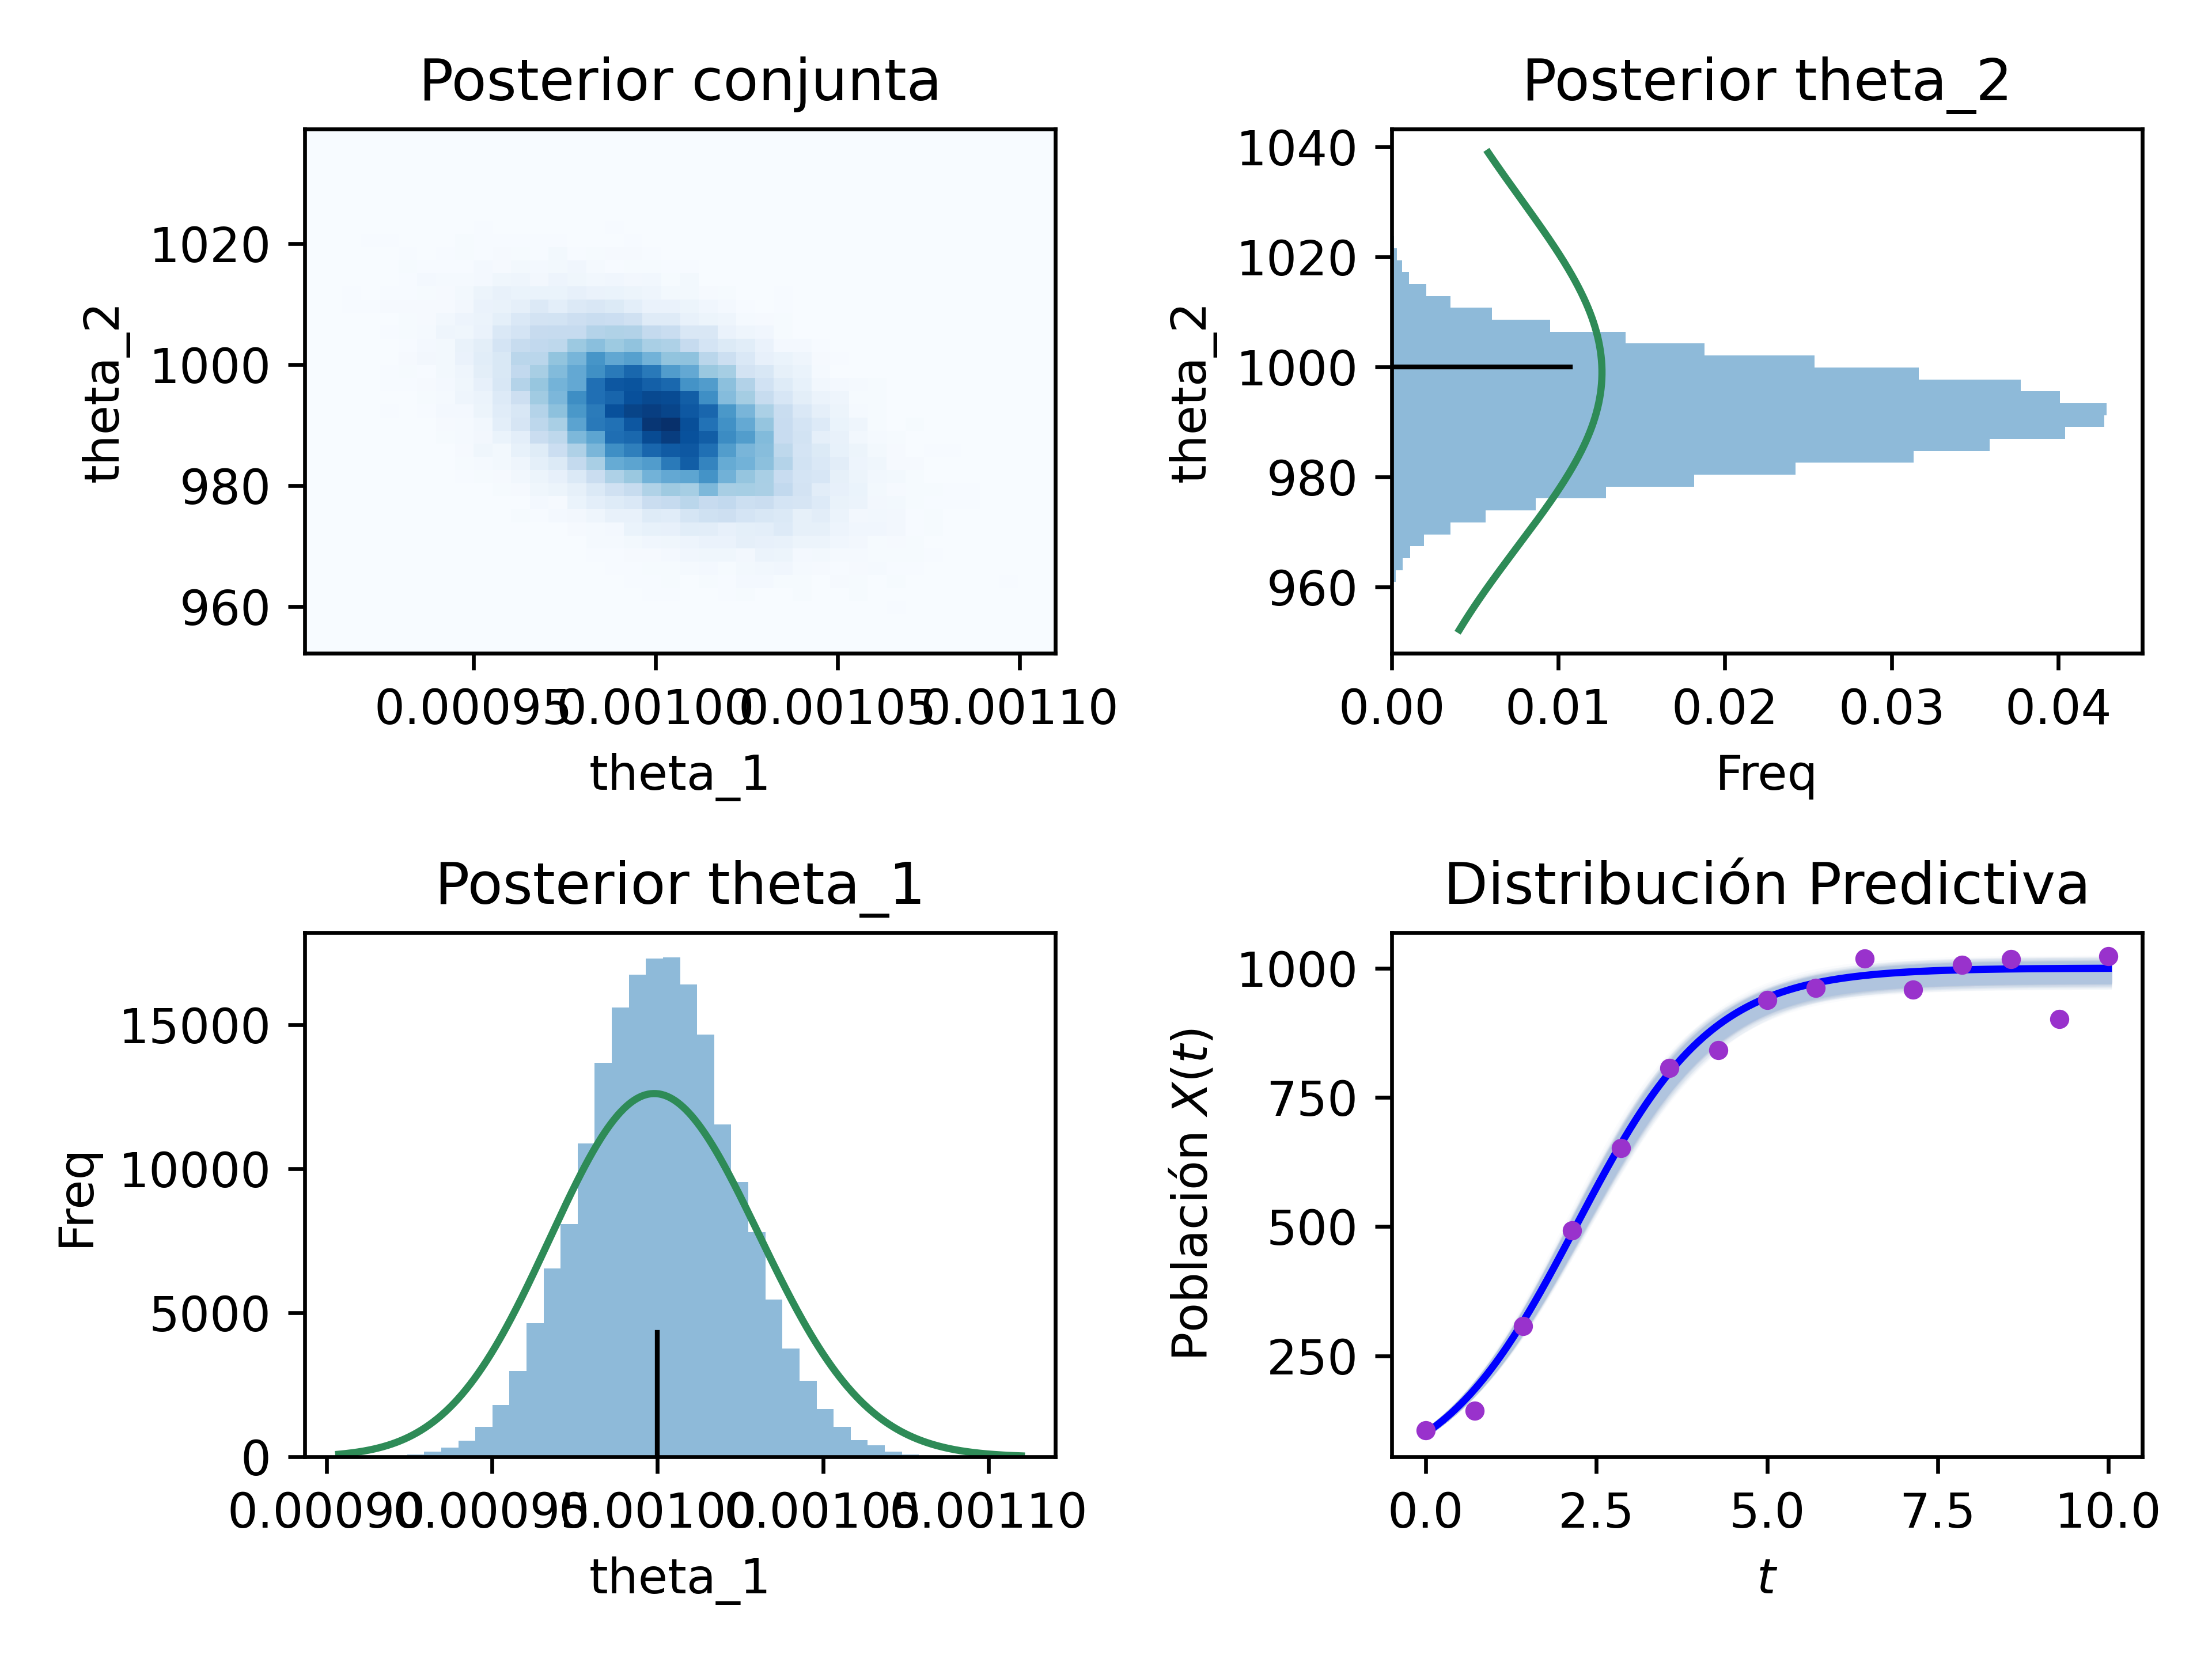 Posterior conjunta
theta_2
1020
1000
980
960
0.00095 0.00100 0.00105 0.00110
theta_1
Posterior theta_2
theta_2
1040
1020
1000
980
960
0.00 0.01 0.02 0.03 0.04
Freq
Posterior theta_1
Freq
15000
10000
5000
0
0.00090 0.00095 0.00100 0.00105 0.00110
theta_1
Distribución Predictiva
Población X(t)
1000
750
500
250
0.0 2.5 5.0 7.5 10.0
t